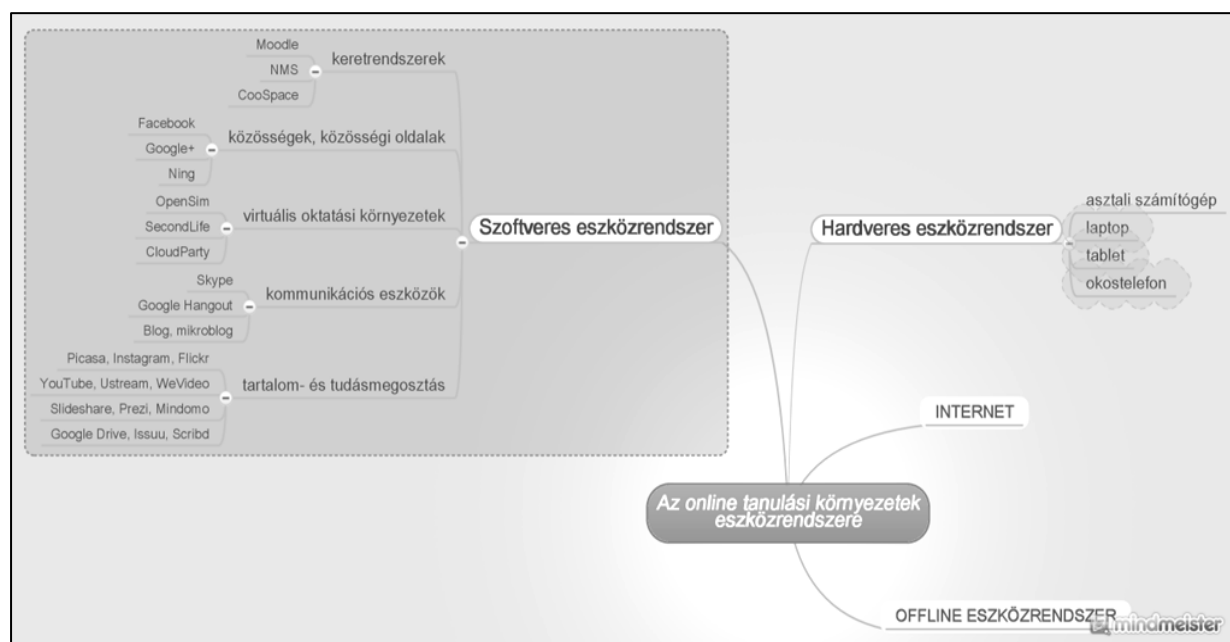 Moodle
NMS
CooSpace
keretrendszerek
Facebook
Google+
Ning
közösségek, közösségi oldalak
OpenSim
SecondLife
CloudParty
virtuális oktatási környezetek
Skype
Google Hangout
Blog, mikroblog
kommunikációs eszközök
Picasa, Instagram, Flickr
YouTube, Ustream, WeVideo
Slideshare, Prezi, Mindomo
Google Drive, Issuu, Scribd
tartalom- és tudásmegosztás
Szoftveres eszközrendszer
Hardveres eszközrendszer
asztali számítógép
laptop
tablet
okostelefon
INTERNET
Az online tanulási környezetek
eszközrendszere
OFFLINE ESZKÖZRENDSZER
mindmeister